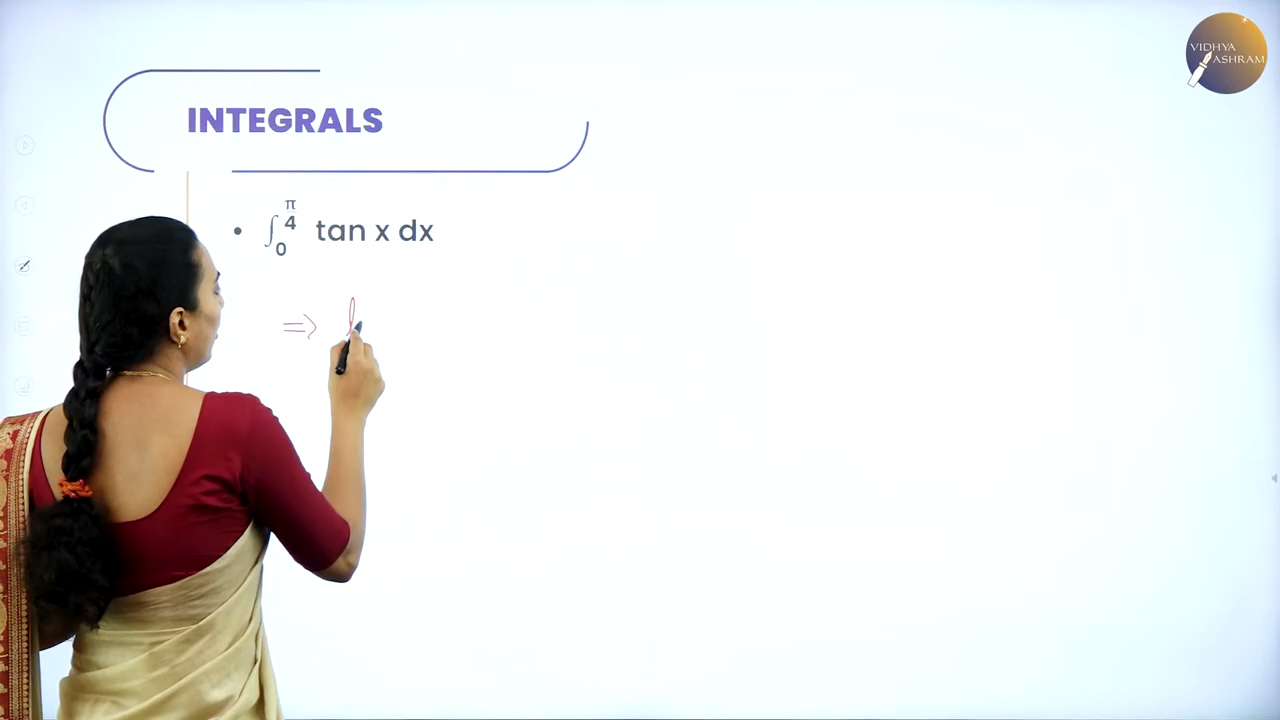 VIDHYA
ASHRAM
INTEGRALS
• ∫₀^(π/4) tan x dx
⇒ l